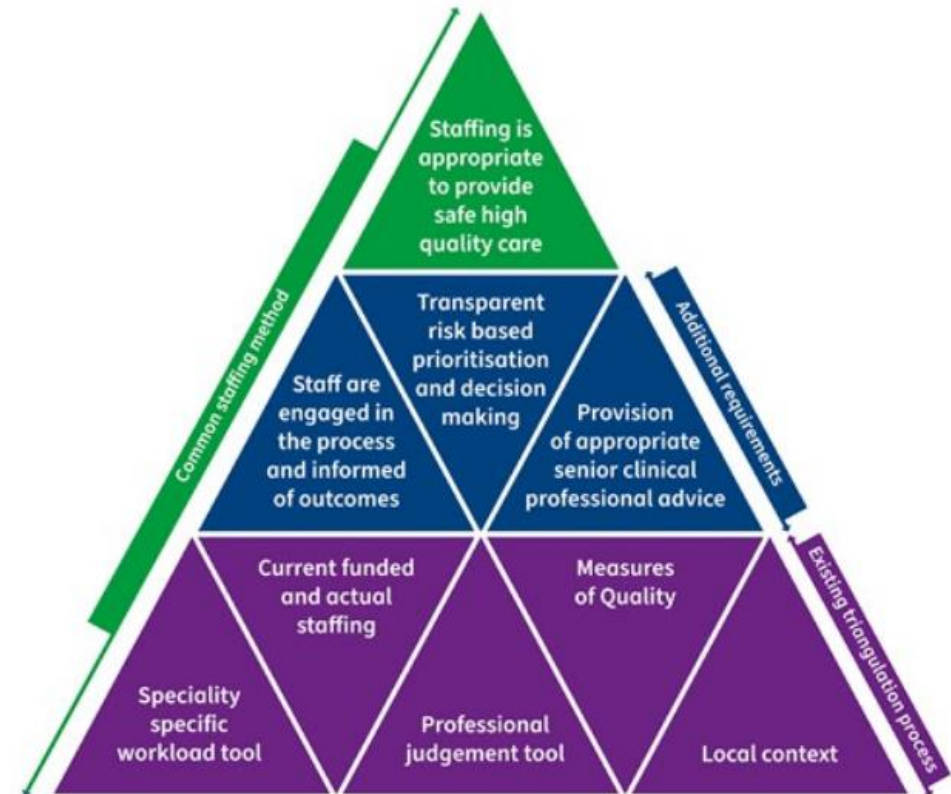 Staffing is
appropriate
to provide
safe high
quality care
Common staffing method
Additional requirements
Transparent
risk based
prioritisation
and decision
making
Staff are
engaged in
the process
and informed
of outcomes
Provision
of appropriate
senior clinical
professional advice
Existing triangulation process
Current funded
and actual
staffing
Measures
of Quality
Speciality
specific
workload tool
Professional
judgement tool
Local context